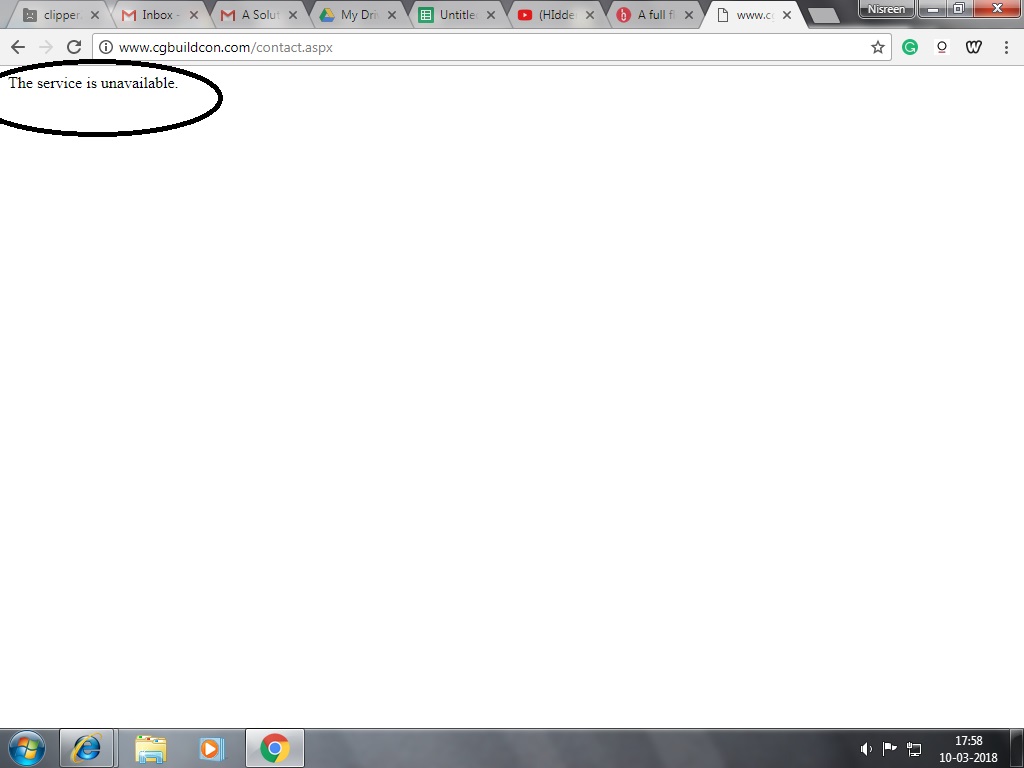 clipper. Inbox - A Solut My Dri Untitle (HIdde A full fi www.c Nisreen
www.cgbuildcon.com/contact.aspx
The service is unavailable.
17:58
10-03-2018